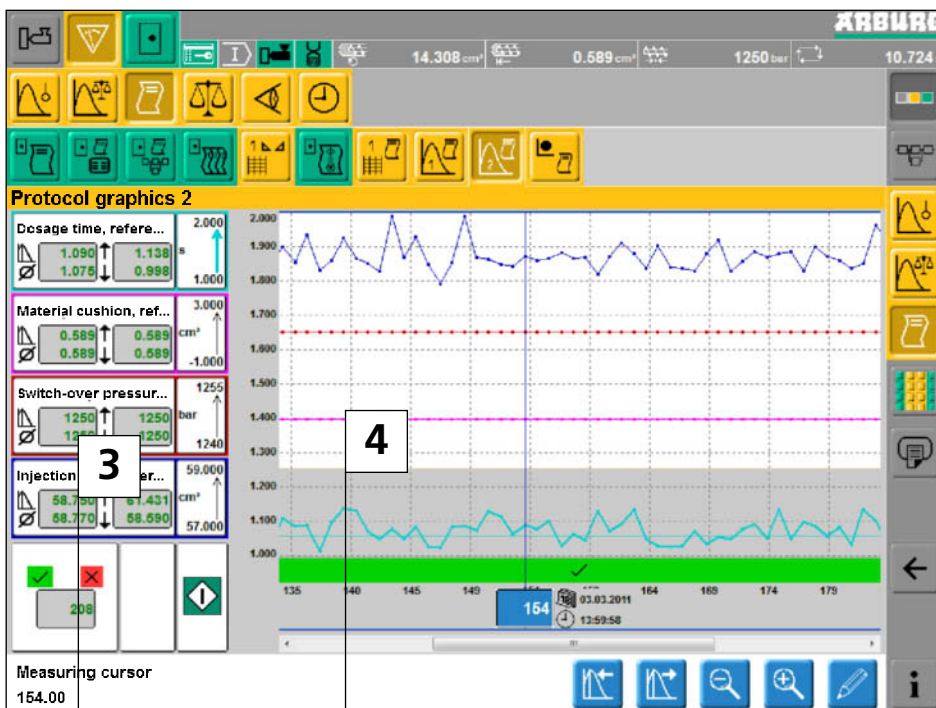 ARBURG
I
14.308 cm³ 0.589 cm³ 1250 bar 10.724
Protocol graphics 2
Dosage time, refere...
1.090 1.138
1.075 0.998
s
2.000
1.000
Material cushion, ref...
0.589 0.589
0.589 0.589
cm³
3.000
-1.000
Switch-over pressur...
1250 1250
1250
bar
1255
1240
Injection
61.431
58.770 58.590
cm³
59.000
57.000
3
4
208
2.000
1.900
1.800
1.700
1.600
1.500
1.400
1.300
1.200
1.100
1.000
135 140 145 149 164 169 174 179
154
03.03.2011
13:59:58
Measuring cursor
154.00
i